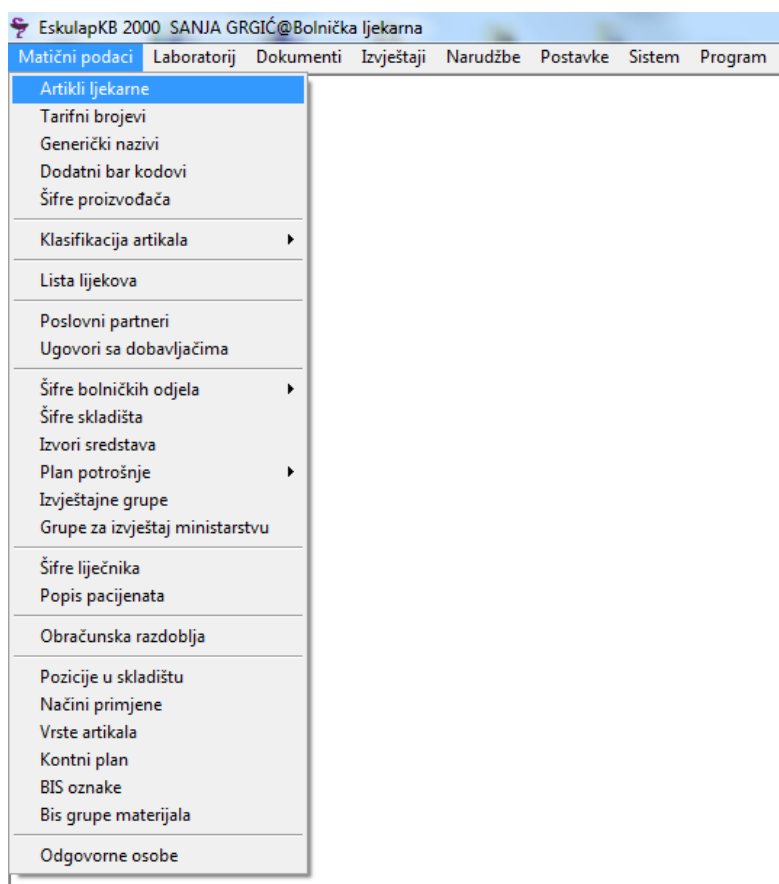 EskulapKB 2000 SANJA GRGIĆ@Bolnička ljekarna
Matični podaci Laboratorij Dokumenti Izvještaji Narudžbe Postavke Sistem Program
Artikli ljekarne
Tarifni brojevi
Generički nazivi
Dodatni bar kodovi
Šifre proizvođača
Klasifikacija artikala
Lista lijekova
Poslovni partneri
Ugovori sa dobavljačima
Šifre bolničkih odjela
Šifre skladišta
Izvori sredstava
Plan potrošnje
Izvještajne grupe
Grupe za izvještaj ministarstvu
Šifre liječnika
Popis pacijenata
Obračunska razdoblja
Pozicije u skladištu
Načini primjene
Vrste artikala
Kontni plan
BIS oznake
Bis grupe materijala
Odgovorne osobe